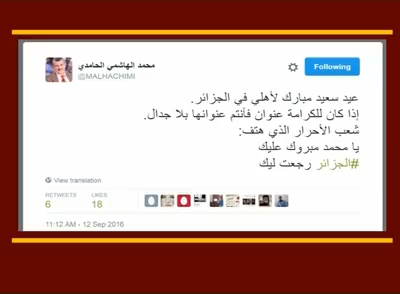 محمد الهاشمي الحامدي
@MALHACHIMI
Following
عيد سعيد مبارك لأهلي في الجزائر.
إذا كان للكرامة عنوان فأنتم عنوانها بلا جدال.
شعب الأحرار الذي هتف:
يا محمد مبروك عليك
#الجزائر رجعت ليك
View translation
RETWEETS
LIKES
6
18
11:12 AM - 12 Sep 2016